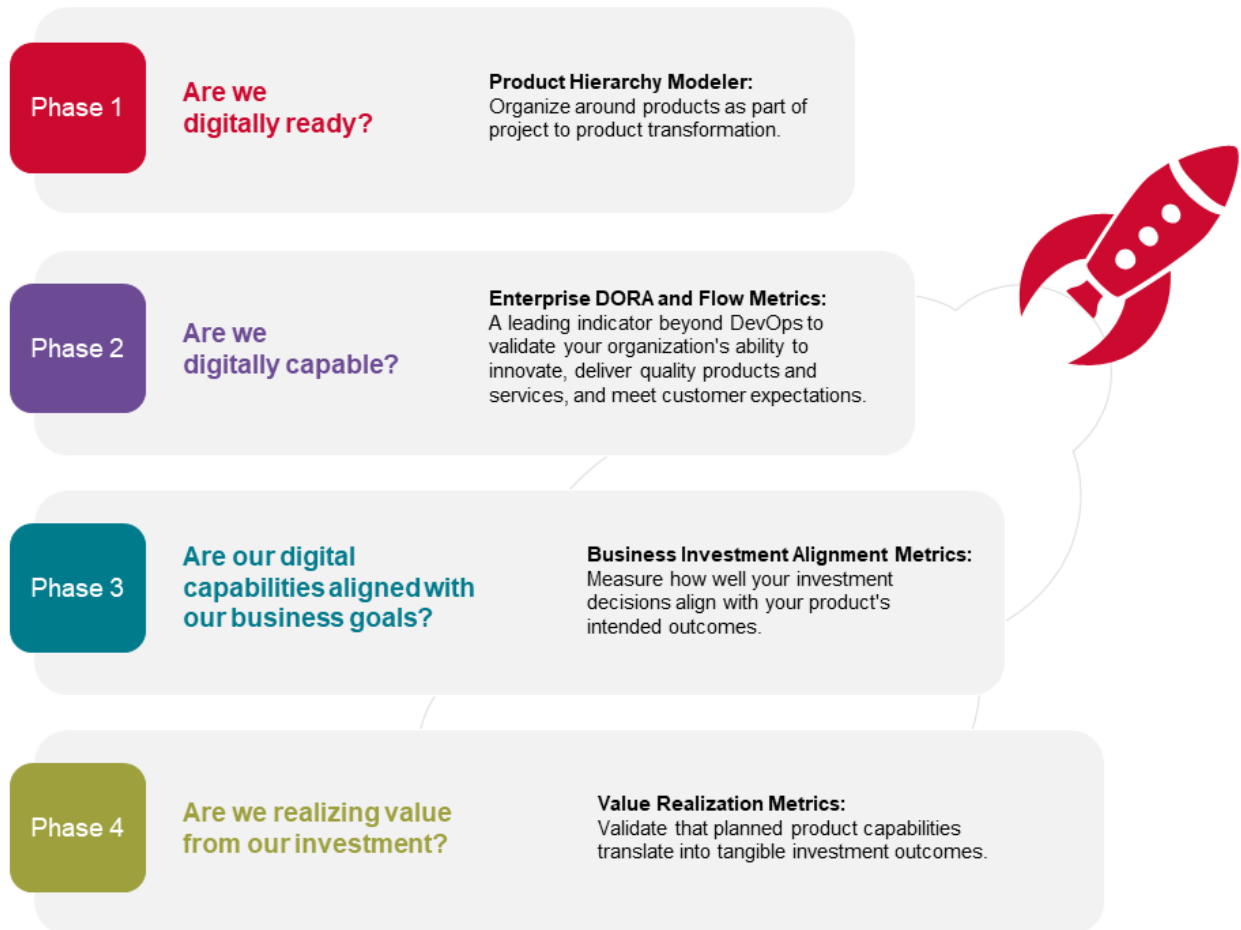 Phase 1
Are we
digitally ready?
Product Hierarchy Modeler:
Organize around products as part of
project to product transformation.
Phase 2
Are we
digitally capable?
Enterprise DORA and Flow Metrics:
A leading indicator beyond DevOps to
validate your organization's ability to
innovate, deliver quality products and
services, and meet customer expectations.
Phase 3
Are our digital
capabilities aligned with
our business goals?
Business Investment Alignment Metrics:
Measure how well your investment
decisions align with your product's
intended outcomes.
Phase 4
Are we realizing value
from our investment?
Value Realization Metrics:
Validate that planned product capabilities
translate into tangible investment outcomes.